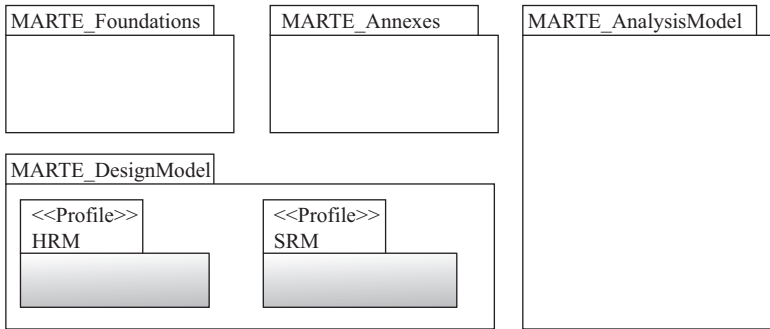 MARTE_Foundations
MARTE_Annexes
MARTE_AnalysisModel
MARTE_DesignModel
<<Profile>>
HRM
<<Profile>>
SRM